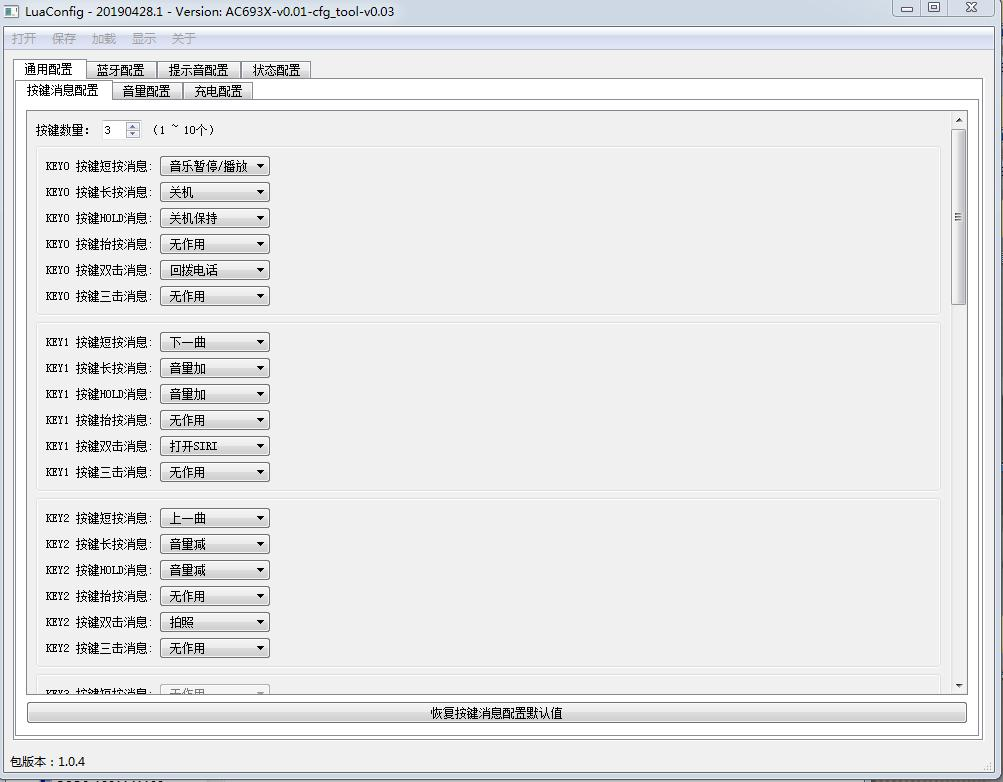 LuaConfig - 20190428.1 - Version: AC693X-v0.01-cfg_tool-v0.03
打开 保存 加载 显示 关于
通用配置 蓝牙配置 提示音配置 状态配置
按键消息配置 音量配置 充电配置
按键数量: 3 (1 ~ 10个)
KEY0 按键短按消息: 音乐暂停/播放
KEY0 按键长按消息: 关机
KEY0 按键HOLD消息: 关机保持
KEY0 按键抬按消息: 无作用
KEY0 按键双击消息: 回拨电话
KEY0 按键三击消息: 无作用
KEY1 按键短按消息: 下一曲
KEY1 按键长按消息: 音量加
KEY1 按键HOLD消息: 音量加
KEY1 按键抬按消息: 无作用
KEY1 按键双击消息: 打开SIRI
KEY1 按键三击消息: 无作用
KEY2 按键短按消息: 上一曲
KEY2 按键长按消息: 音量减
KEY2 按键HOLD消息: 音量减
KEY2 按键抬按消息: 无作用
KEY2 按键双击消息: 拍照
KEY2 按键三击消息: 无作用
KEY3 按键短按消息: 无作用
恢复按键消息配置默认值
包版本：1.0.4